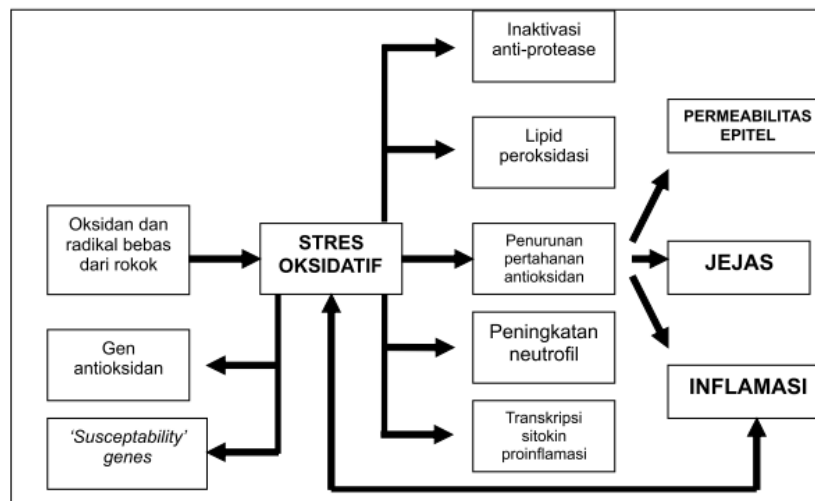 Inaktivasi
anti-protease
Lipid
peroksidasi
PERMEABILITAS
EPITEL
Oksidan dan
radikal bebas
dari rokok
STRES
OKSIDATIF
Penurunan
pertahanan
antioksidan
JEJAS
Gen
antioksidan
Peningkatan
neutrofil
INFLAMASI
'Susceptability'
genes
Transkripsi
sitokin
proinflamasi